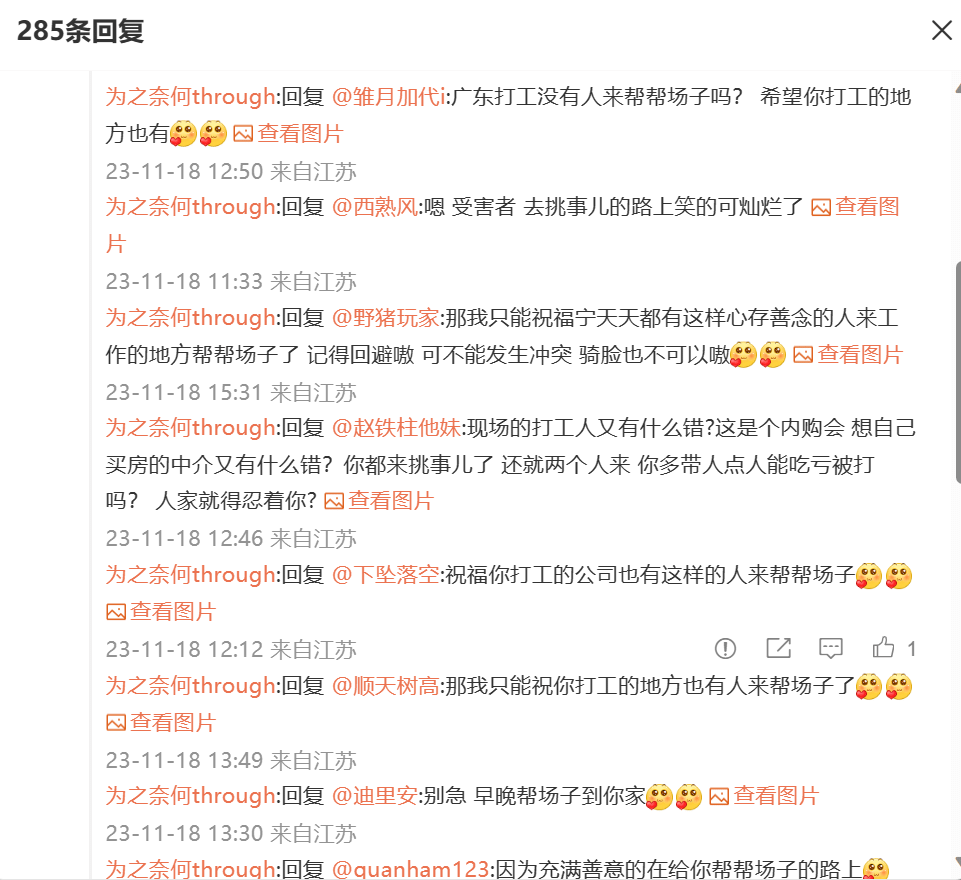 285条回复
为之奈何through:回复 @雏月加代i:广东打工没有人来帮帮场子吗？ 希望你打工的地
方也有 查看图片
23-11-18 12:50 来自江苏
为之奈何through:回复 @西熟风:嗯 受害者 去挑事儿的路上笑的可灿烂了 查看图
片
23-11-18 11:33 来自江苏
为之奈何through:回复 @野猪玩家:那我只能祝福宁天天都有这样心存善念的人来工
作的地方帮帮场子了 记得回避嗷 可不能发生冲突 骑脸也不可以嗷 查看图片
23-11-18 15:31 来自江苏
为之奈何through:回复 @赵铁柱他妹:现场的打工人又有什么错?这是个内购会 想自己
买房的中介又有什么错？你都来挑事儿了 还就两个人来 你多带人点人能吃亏被打
吗？ 人家就得忍着你? 查看图片
23-11-18 12:46 来自江苏
为之奈何through:回复 @下坠落空:祝福你打工的公司也有这样的人来帮帮场子
查看图片
23-11-18 12:12 来自江苏 1
为之奈何through:回复 @顺天树高:那我只能祝你打工的地方也有人来帮场子了
查看图片
23-11-18 13:49 来自江苏
为之奈何through:回复 @迪里安:别急 早晚帮场子到你家 查看图片
23-11-18 13:30 来自江苏
为之奈何through:回复 @quanham123:因为充满善意的在给你帮帮场子的路上